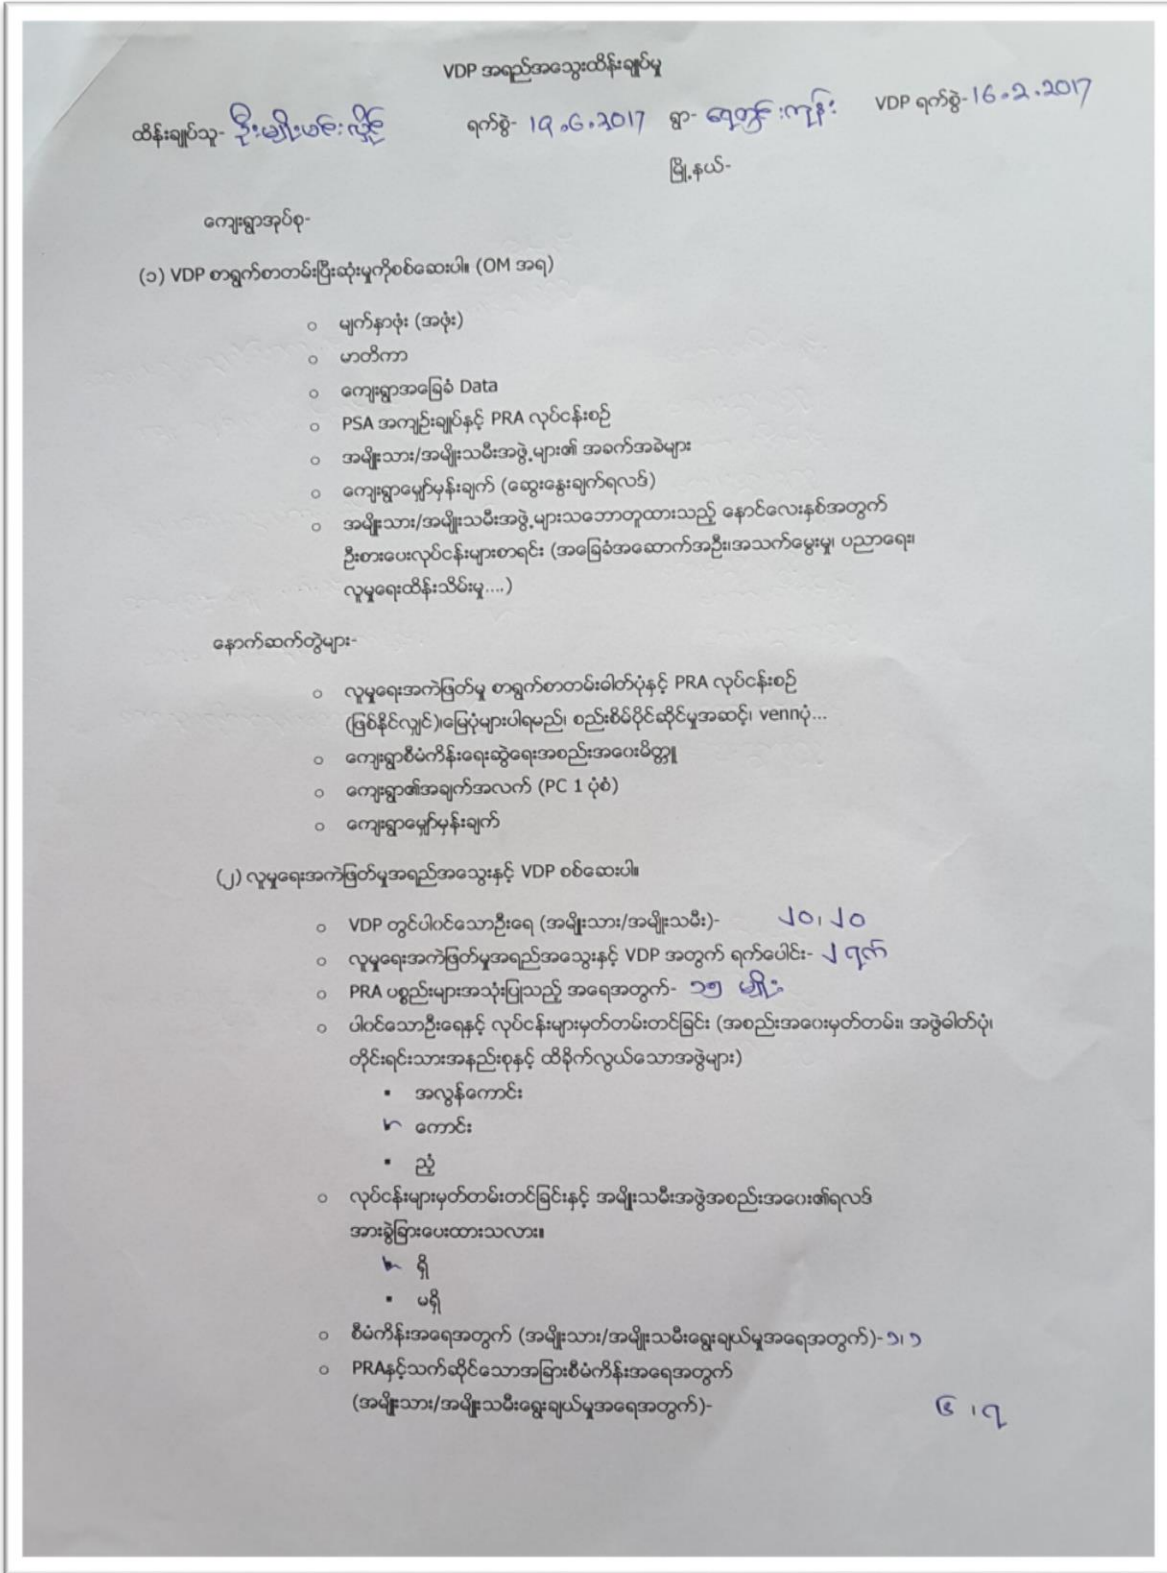 VDP အရည်အသွေးထိန်းချုပ်မှု
ထိန်းချုပ်သူ- ဦးမျိုးမင်းလှိုင် ရက်စွဲ- 19.6.2017 ရွာ- ရေတွင်းကုန်း VDP ရက်စွဲ-16.2.2017
မြို့နယ်-
ကျေးရွာအုပ်စု-
(၁) VDP စာရွက်စာတမ်းပြီးဆုံးမှုကိုစစ်ဆေးပါ။ (OM အရ)
o မျက်နှာဖုံး (အဖုံး)
o မာတိကာ
o ကျေးရွာအခြေခံ Data
o PSA အကျဉ်းချုပ်နှင့် PRA လုပ်ငန်းစဉ်
o အမျိုးသား/အမျိုးသမီးအဖွဲ့များ၏ အခက်အခဲများ
o ကျေးရွာမျှော်မှန်းချက် (ဆွေးနွေးချက်ရလဒ်)
o အမျိုးသား/အမျိုးသမီးအဖွဲ့များသဘောတူထားသည့် နောင်လေးနှစ်အတွက်
ဦးစားပေးလုပ်ငန်းများစာရင်း (အခြေခံအဆောက်အဦး၊အသက်မွေးမှု၊ ပညာရေး၊
လူမှုရေးထိန်းသိမ်းမှု....)
နောက်ဆက်တွဲများ-
o လူမှုရေးအကဲဖြတ်မှု စာရွက်စာတမ်းဓါတ်ပုံနှင့် PRA လုပ်ငန်းစဉ်
(ဖြစ်နိုင်လျှင်)၊မြေပုံများပါရမည်၊ စည်းစိမ်ပိုင်ဆိုင်မှုအဆင့်၊ vennပုံ...
o ကျေးရွာစီမံကိန်းရေးဆွဲရေးအစည်းအဝေးမိတ္တူ
o ကျေးရွာ၏အချက်အလက် (PC 1 ပုံစံ)
o ကျေးရွာမျှော်မှန်းချက်
(၂) လူမှုရေးအကဲဖြတ်မှုအရည်အသွေးနှင့် VDP စစ်ဆေးပါ။
o VDP တွင်ပါဝင်သောဦးရေ (အမျိုးသား/အမျိုးသမီး)- ၂၀၊၂၀
o လူမှုရေးအကဲဖြတ်မှုအရည်အသွေးနှင့် VDP အတွက် ရက်ပေါင်း- ၂ ရက်
o PRA ပစ္စည်းများအသုံးပြုသည့် အရေအတွက်- ၁၅ မျိုး
o ပါဝင်သောဦးရေနှင့် လုပ်ငန်းများမှတ်တမ်းတင်ခြင်း (အစည်းအဝေးမှတ်တမ်း၊ အဖွဲဓါတ်ပုံ၊
တိုင်းရင်းသားအနည်းစုနှင့် ထိခိုက်လွယ်သောအဖွဲများ)
▪ အလွန်ကောင်း
ကောင်း
▪ ညံ့
o လုပ်ငန်းများမှတ်တမ်းတင်ခြင်းနှင့် အမျိုးသမီးအဖွဲအစည်းအဝေး၏ရလဒ်
အားခွဲခြားပေးထားသလား။
ရှိ
▪ မရှိ
o စီမံကိန်းအရေအတွက် (အမျိုးသား/အမျိုးသမီးရွေးချယ်မှုအရေအတွက်)-၁၊၁
o PRAနှင့်သက်ဆိုင်သောအခြားစီမံကိန်းအရေအတွက်
(အမျိုးသား/အမျိုးသမီးရွေးချယ်မှုအရေအတွက်)- ၆၊၇